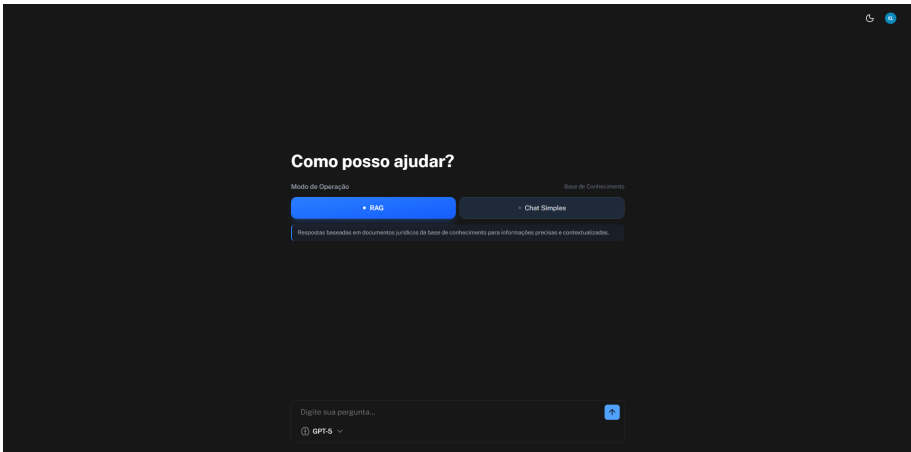 KL
Como posso ajudar?
Modo de Operação
Base de Conhecimento
RAG
Chat Simples
Respostas baseadas em documentos jurídicos da base de conhecimento para informações precisas e contextualizadas.
Digite sua pergunta...
GPT-5